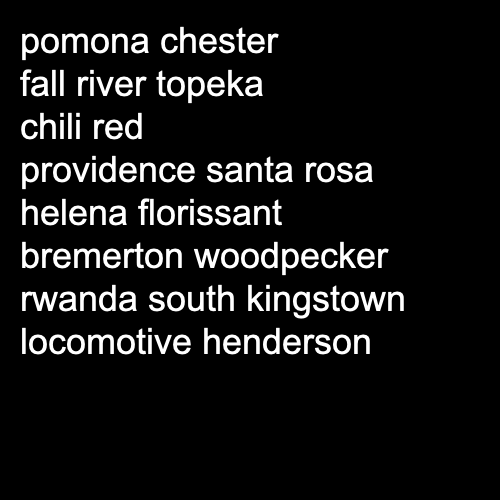 pomona chester
fall river topeka
chili red
providence santa rosa
helena florissant
bremerton woodpecker
rwanda south kingstown
locomotive henderson